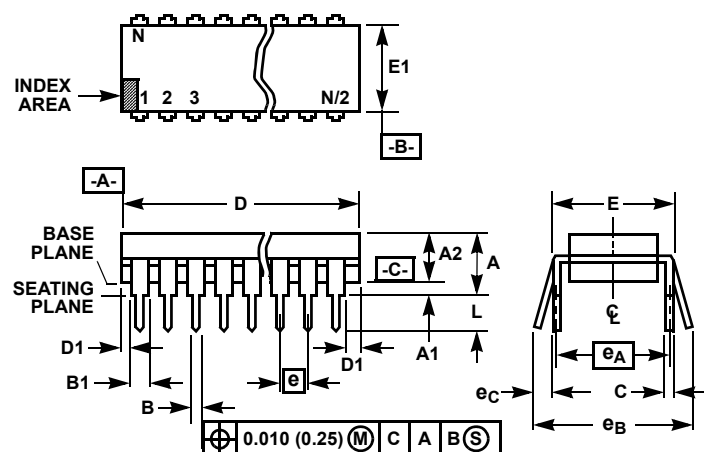 N
E1
INDEX
AREA
1 2 3 N/2
-B-
-A-
D
E
BASE
PLANE
A2
A
-C-
SEATING
PLANE
L
D1
A1
D1
B1
e
B
℄
eA
eC
C
eB
⌖ 0.010 (0.25) Ⓜ C A B Ⓢ